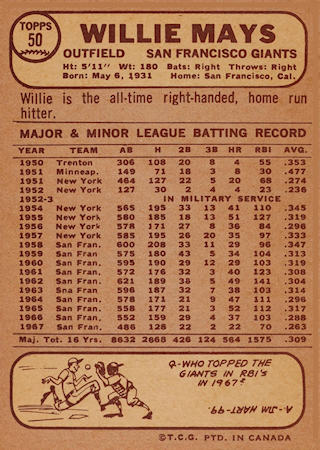 TOPPS
50
WILLIE MAYS
OUTFIELD SAN FRANCISCO GIANTS
Ht: 5'11" Wt: 180 Bats: Right Throws: Right
Born: May 6, 1931 Home: San Francisco, Cal.
Willie is the all-time right-handed, home run
hitter.
MAJOR & MINOR LEAGUE BATTING RECORD
YEAR TEAM AB H 2B 3B HR RBI AVG.
1950 Trenton 306 108 20 8 4 55 .353
1951 Minneap. 149 71 18 3 8 30 .477
1951 New York 464 127 22 5 20 68 .274
1952 New York 127 30 2 4 4 23 .236
1952-3 IN MILITARY SERVICE
1954 New York 565 195 33 13 41 110 .345
1955 New York 580 185 18 13 51 127 .319
1956 New York 578 171 27 8 36 84 .296
1957 New York 585 195 26 20 35 97 .333
1958 San Fran. 600 208 33 11 29 96 .347
1959 San Fran. 575 180 43 5 34 104 .313
1960 San Fran. 595 190 29 12 29 103 .319
1961 San Fran. 572 176 32 3 40 123 .308
1962 San Fran. 621 189 36 5 49 141 .304
1963 San Fran. 596 187 32 7 38 103 .314
1964 San Fran. 578 171 21 9 47 111 .296
1965 San Fran. 558 177 21 3 52 112 .317
1966 San Fran. 552 159 29 4 37 103 .288
1967 San Fran. 486 128 22 2 22 70 .263
Maj. Tot. 16 Yrs. 8632 2668 426 124 564 1575 .309
Q-WHO TOPPED THE
GIANTS IN RBI'S
IN 1967?
A- JIM HART-99.
©T.C.G. PTD. IN CANADA